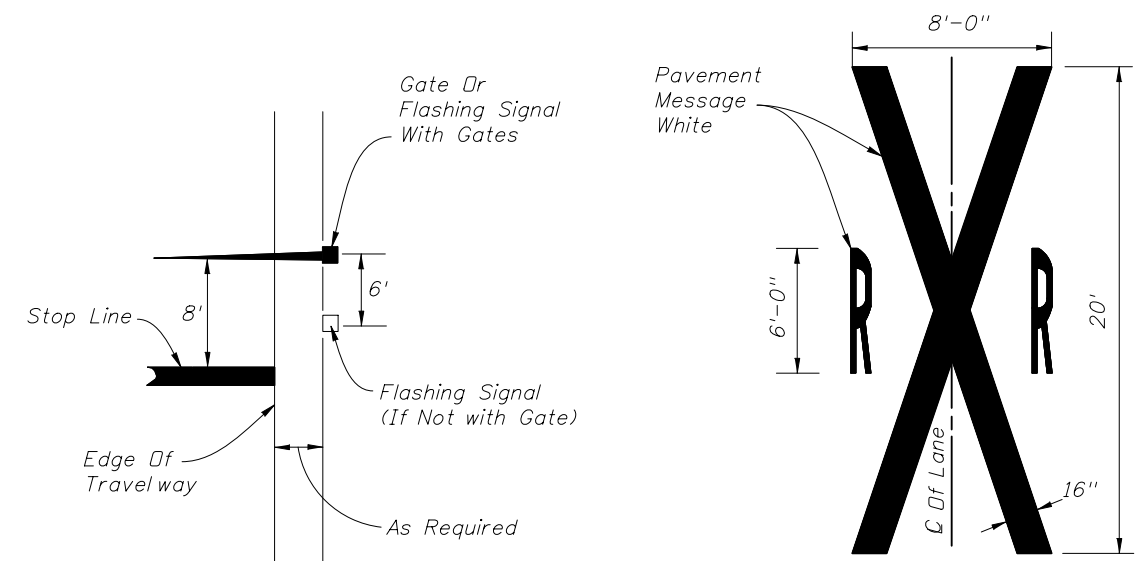 Gate Or
Flashing Signal
With Gates
8'
6'
Stop Line
Flashing Signal
(If Not with Gate)
Edge Of
Travelway
As Required
8'-0"
Pavement
Message
White
R
R
6'-0"
20'
℄ Of Lane
16"